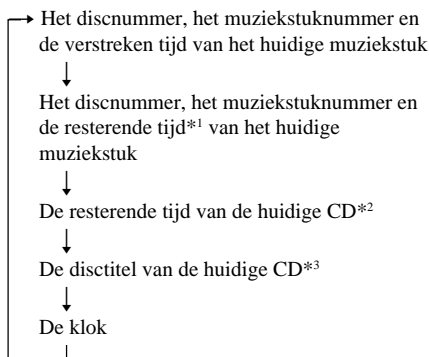 Het discnummer, het muziekstuknummer en
de verstreken tijd van het huidige muziekstuk
Het discnummer, het muziekstuknummer en
de resterende tijd*1 van het huidige
muziekstuk
De resterende tijd van de huidige CD*2
De disctitel van de huidige CD*3
De klok